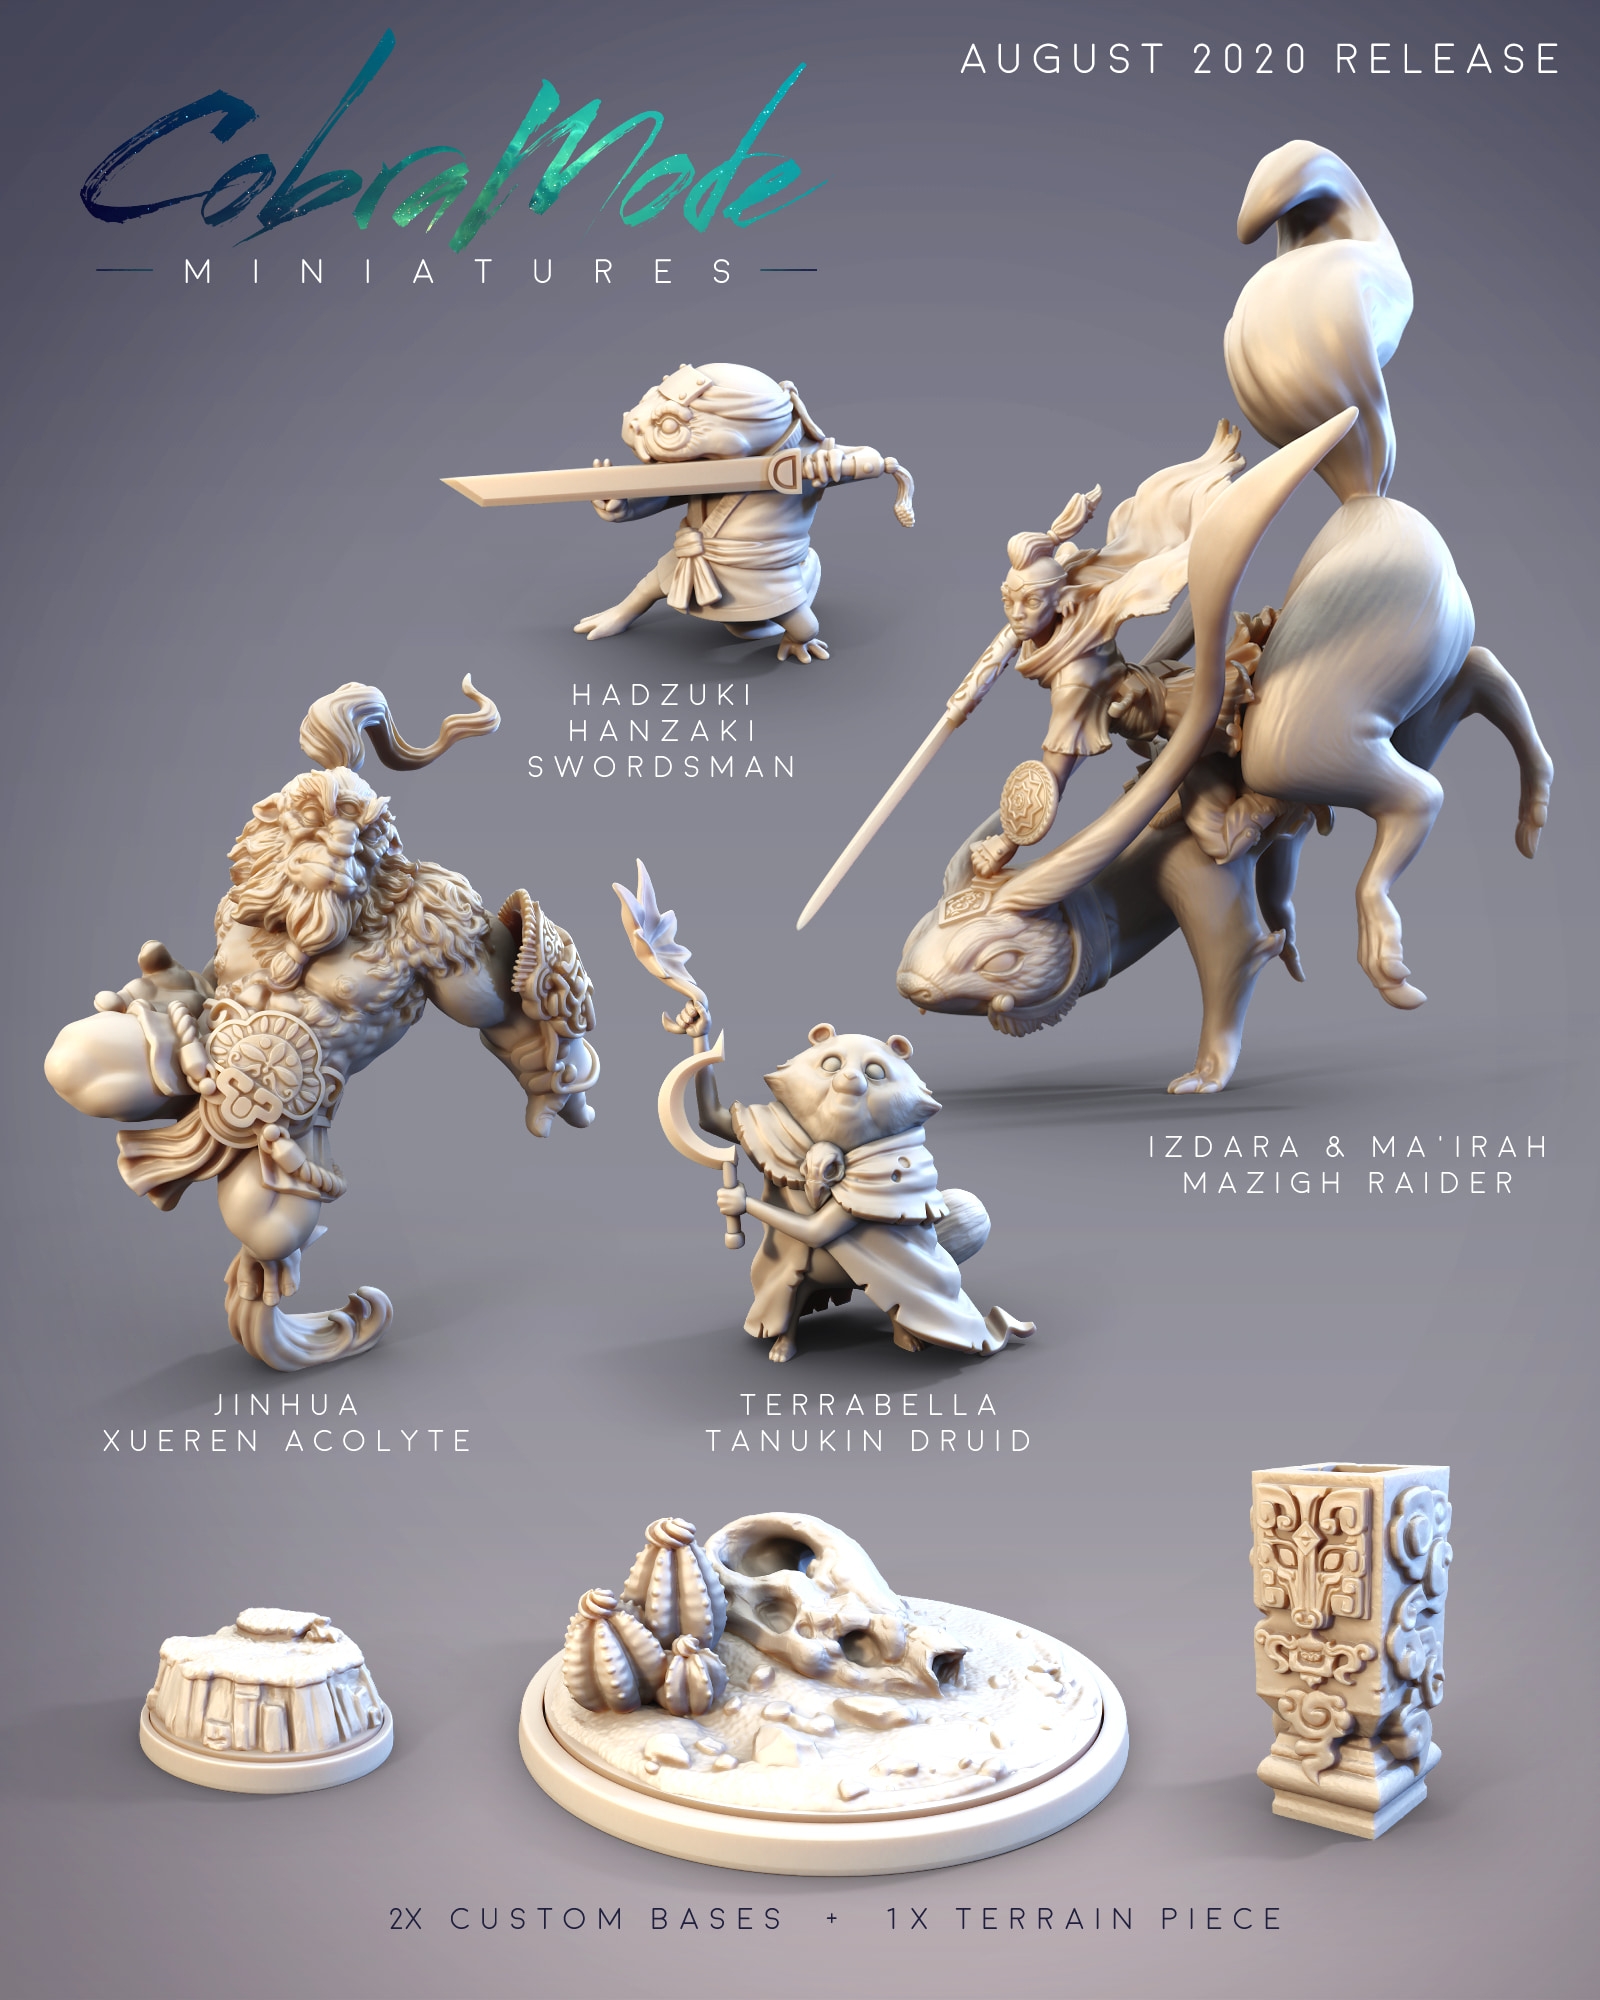 AUGUST 2020 RELEASE
CobraMode
MINIATURES
HADZUKI
HANZAKI
SWORDSMAN
IZDARA & MA'IRAH
MAZIGH RAIDER
JINHUA
XUEREN ACOLYTE
TERRABELLA
TANUKIN DRUID
2X CUSTOM BASES + 1X TERRAIN PIECE